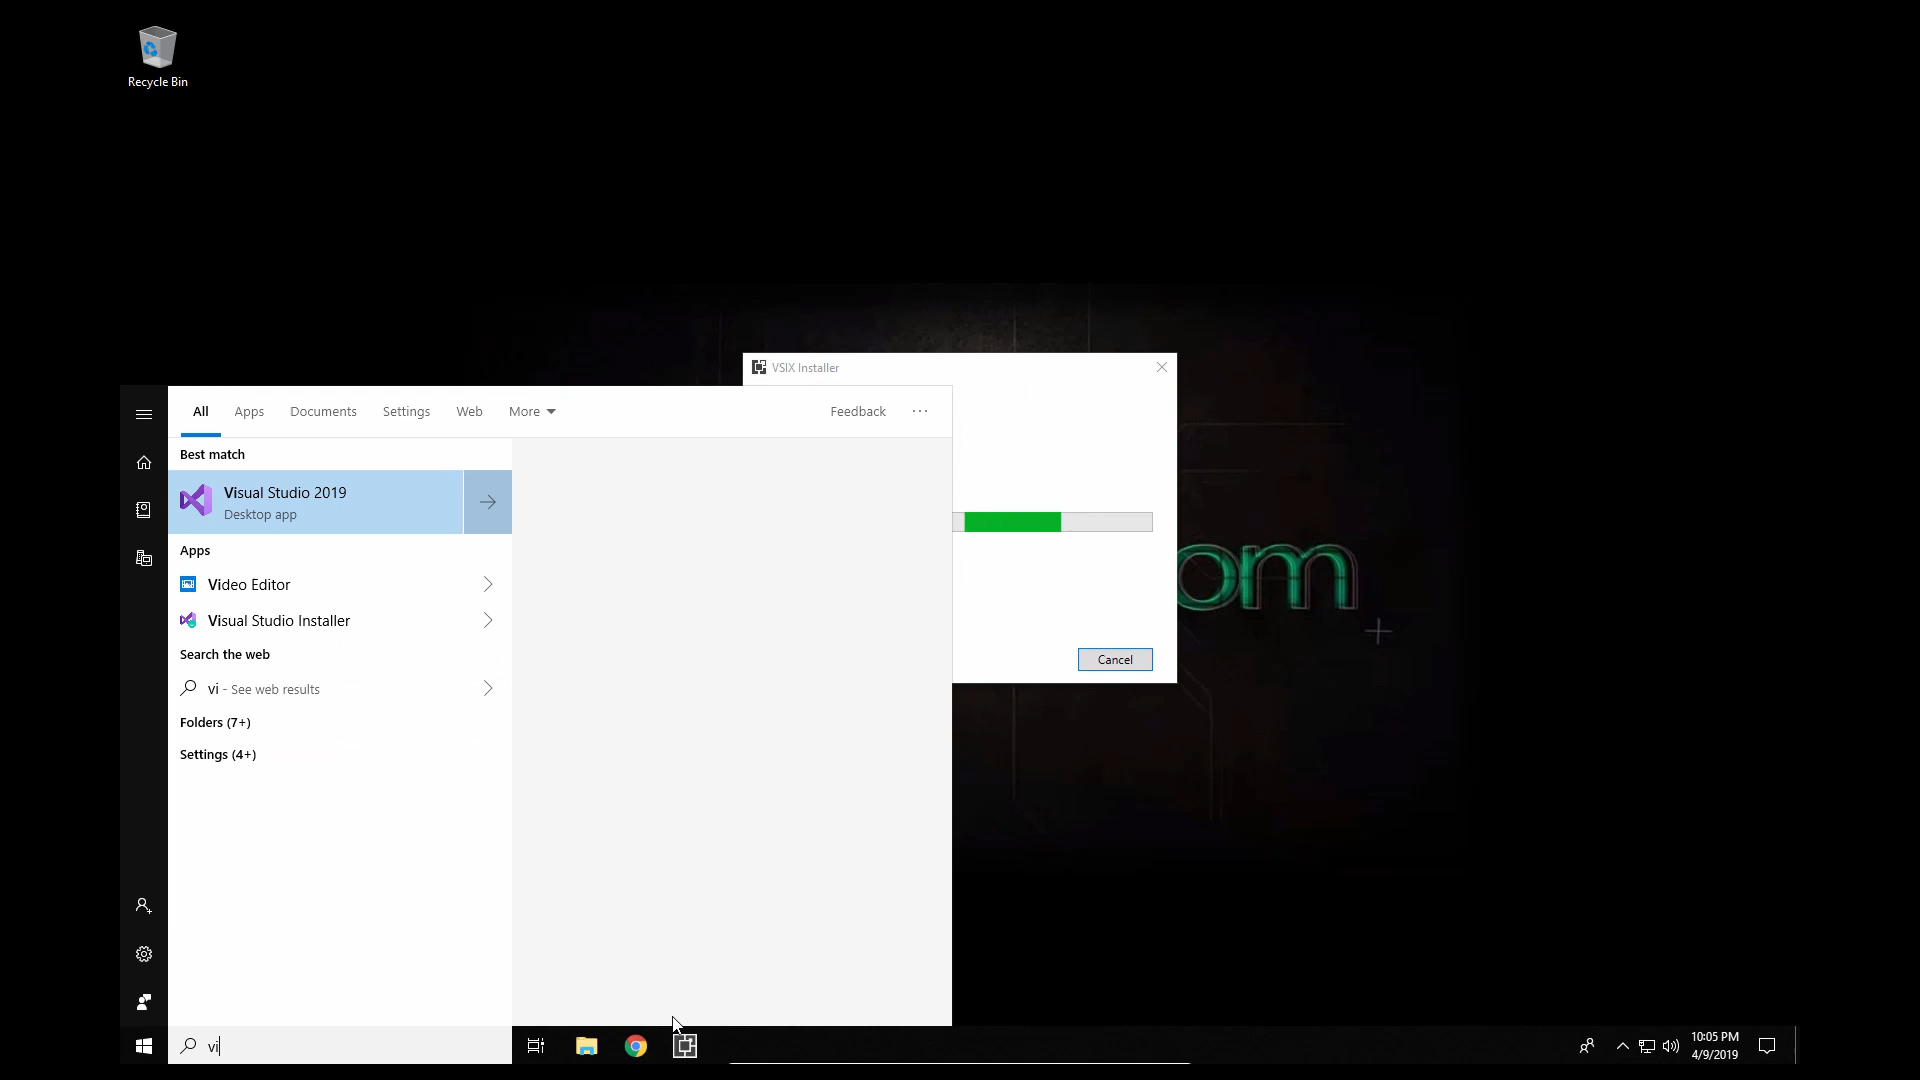 Recycle Bin
VSIX Installer
All Apps Documents Settings Web More Feedback ...
Best match
Visual Studio 2019
Desktop app
Apps
Video Editor
Visual Studio Installer
Search the web
vi - See web results
Folders (7+)
Settings (4+)
om
Cancel
vi
10:05 PM
4/9/2019